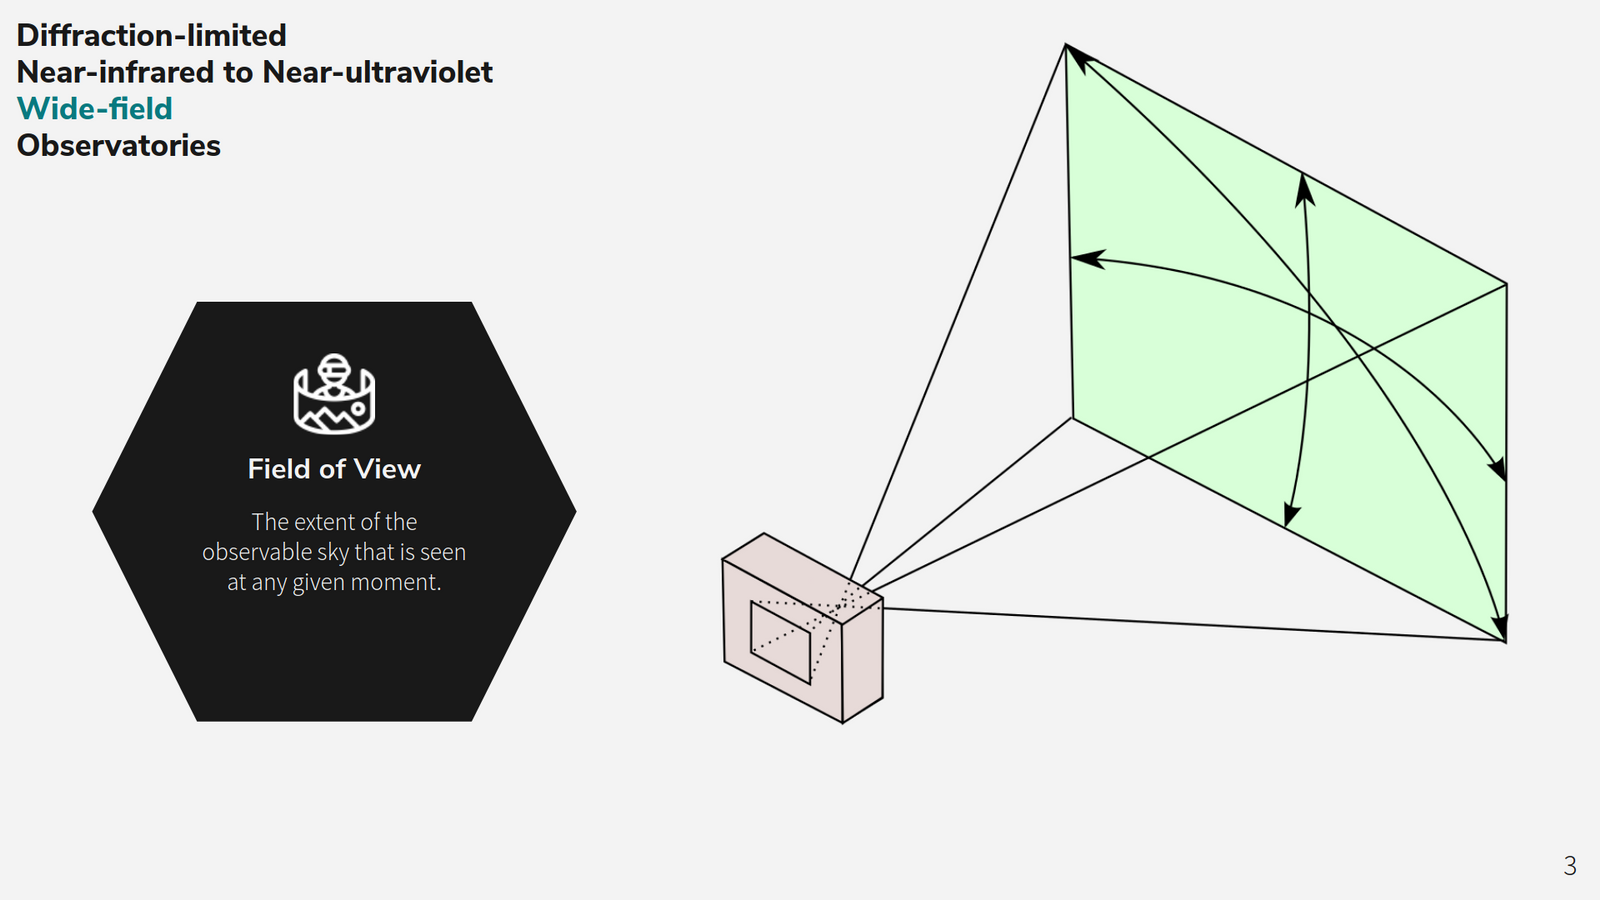 Diffraction-limited
Near-infrared to Near-ultraviolet
Wide-field
Observatories
Field of View
The extent of the
observable sky that is seen
at any given moment.
3